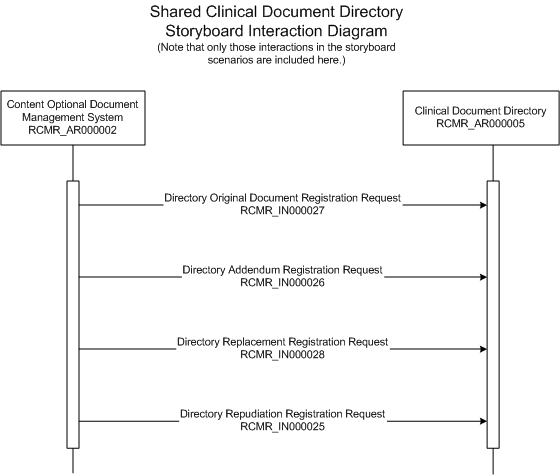 Shared Clinical Document Directory
Storyboard Interaction Diagram
(Note that only those interactions in the storyboard
scenarios are included here.)
Content Optional Document
Management System
RCMR_AR000002
Clinical Document Directory
RCMR_AR000005
Directory Original Document Registration Request
RCMR_IN000027
Directory Addendum Registration Request
RCMR_IN000026
Directory Replacement Registration Request
RCMR_IN000028
Directory Repudiation Registration Request
RCMR_IN000025